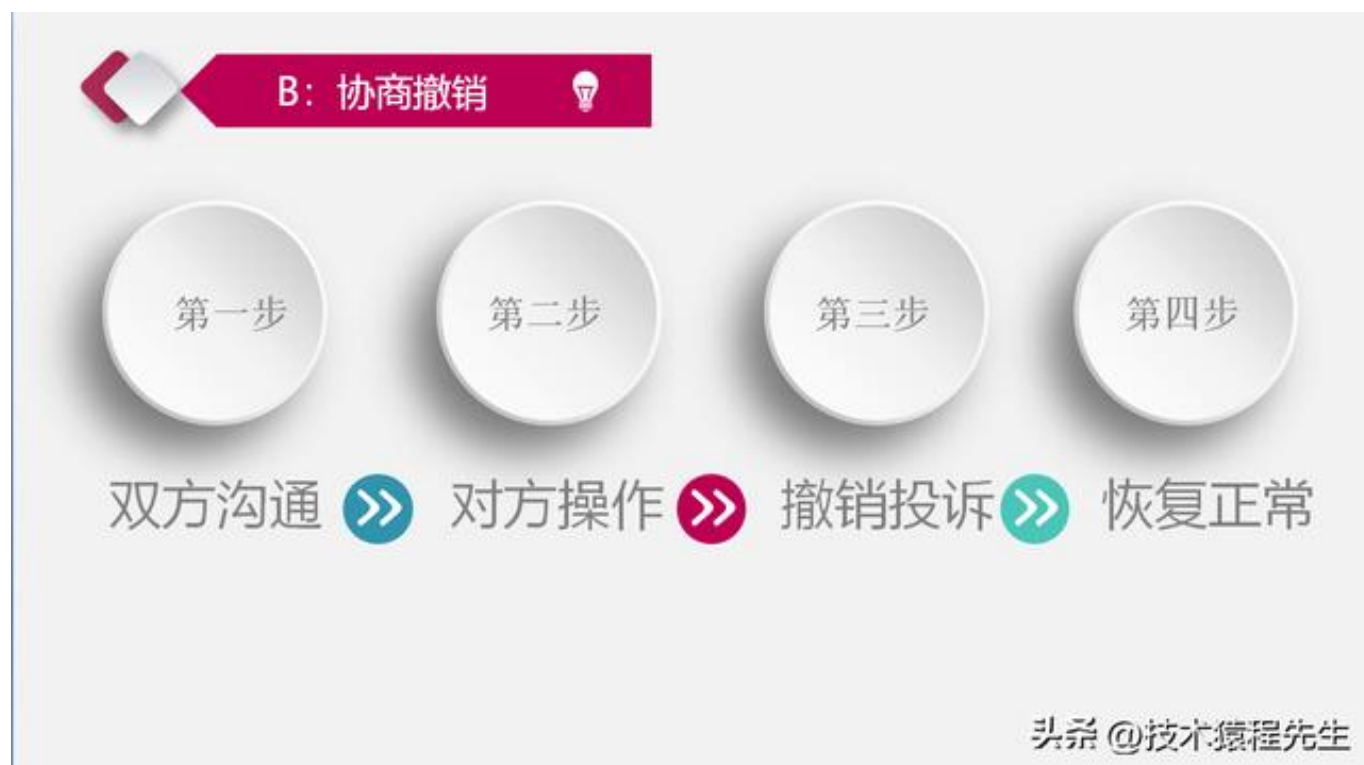 B：协商撤销
第一步
第二步
第三步
第四步
双方沟通
对方操作
撤销投诉
恢复正常
头条 @技术猿程先生